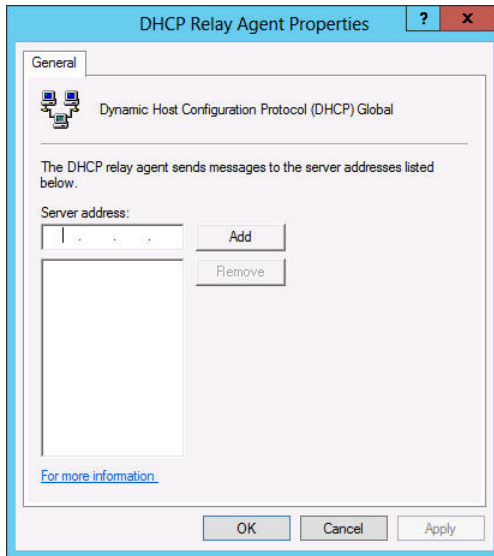 DHCP Relay Agent Properties
?
x
General
Dynamic Host Configuration Protocol (DHCP) Global
The DHCP relay agent sends messages to the server addresses listed
below.
Server address:
. . .
Add
Remove
For more information
OK
Cancel
Apply